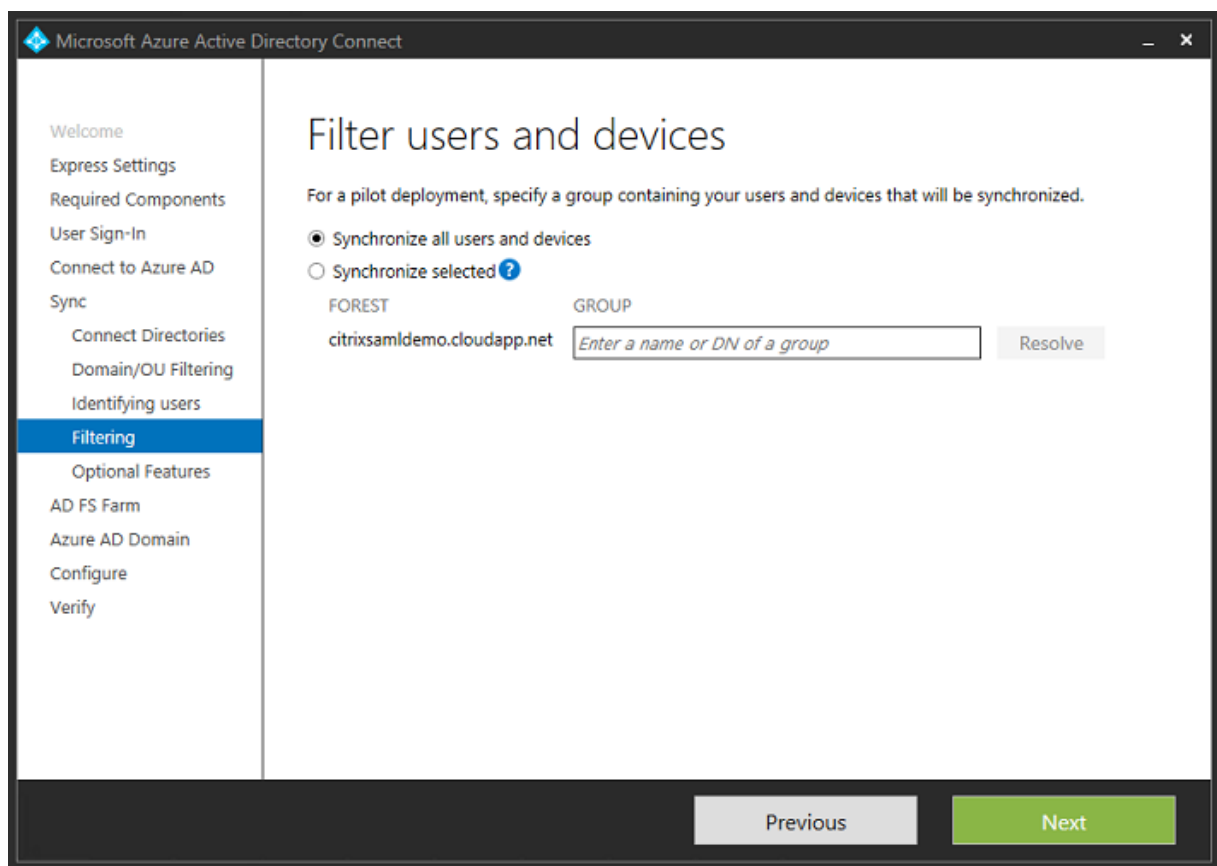 Microsoft Azure Active Directory Connect
Welcome
Express Settings
Required Components
User Sign-In
Connect to Azure AD
Sync
Connect Directories
Domain/OU Filtering
Identifying users
Filtering
Optional Features
AD FS Farm
Azure AD Domain
Configure
Verify
Filter users and devices
For a pilot deployment, specify a group containing your users and devices that will be synchronized.
Synchronize all users and devices
Synchronize selected ?
FOREST GROUP
citrixsamldemo.cloudapp.net Enter a name or DN of a group Resolve
Previous Next